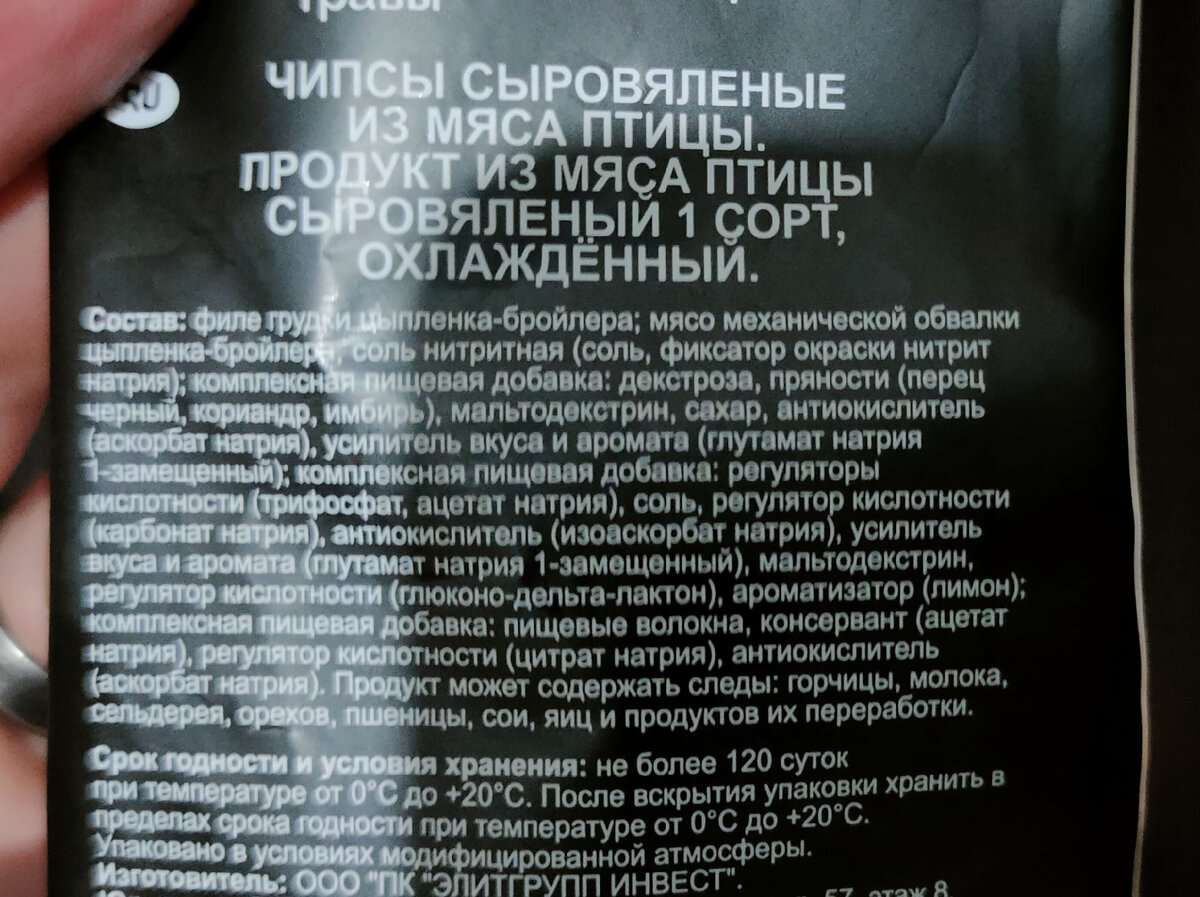 травы
RU
ЧИПСЫ СЫРОВЯЛЕНЫЕ
ИЗ МЯСА ПТИЦЫ.
ПРОДУКТ ИЗ МЯСА ПТИЦЫ
СЫРОВЯЛЕНЫЙ 1 СОРТ,
ОХЛАЖДЁННЫЙ.
Состав: филе грудки цыпленка-бройлера; мясо механической обвалки
цыпленка-бройлера; соль нитритная (соль, фиксатор окраски нитрит
натрия); комплексная пищевая добавка: декстроза, пряности (перец
черный, кориандр, имбирь), мальтодекстрин, сахар, антиокислитель
(аскорбат натрия), усилитель вкуса и аромата (глутамат натрия
1-замещенный); комплексная пищевая добавка: регуляторы
кислотности (трифосфат, ацетат натрия), соль, регулятор кислотности
(карбонат натрия), антиокислитель (изоаскорбат натрия), усилитель
вкуса и аромата (глутамат натрия 1-замещенный), мальтодекстрин,
регулятор кислотности (глюконо-дельта-лактон), ароматизатор (лимон);
комплексная пищевая добавка: пищевые волокна, консервант (ацетат
натрия), регулятор кислотности (цитрат натрия), антиокислитель
(аскорбат натрия). Продукт может содержать следы: горчицы, молока,
сельдерея, орехов, пшеницы, сои, яиц и продуктов их переработки.
Срок годности и условия хранения: не более 120 суток
при температуре от 0°С до +20°С. После вскрытия упаковки хранить в
пределах срока годности при температуре от 0°С до +20°С.
Упаковано в условиях модифицированной атмосферы.
Изготовитель: ООО "ПК "ЭЛИТГРУПП ИНВЕСТ".
57, этаж 8